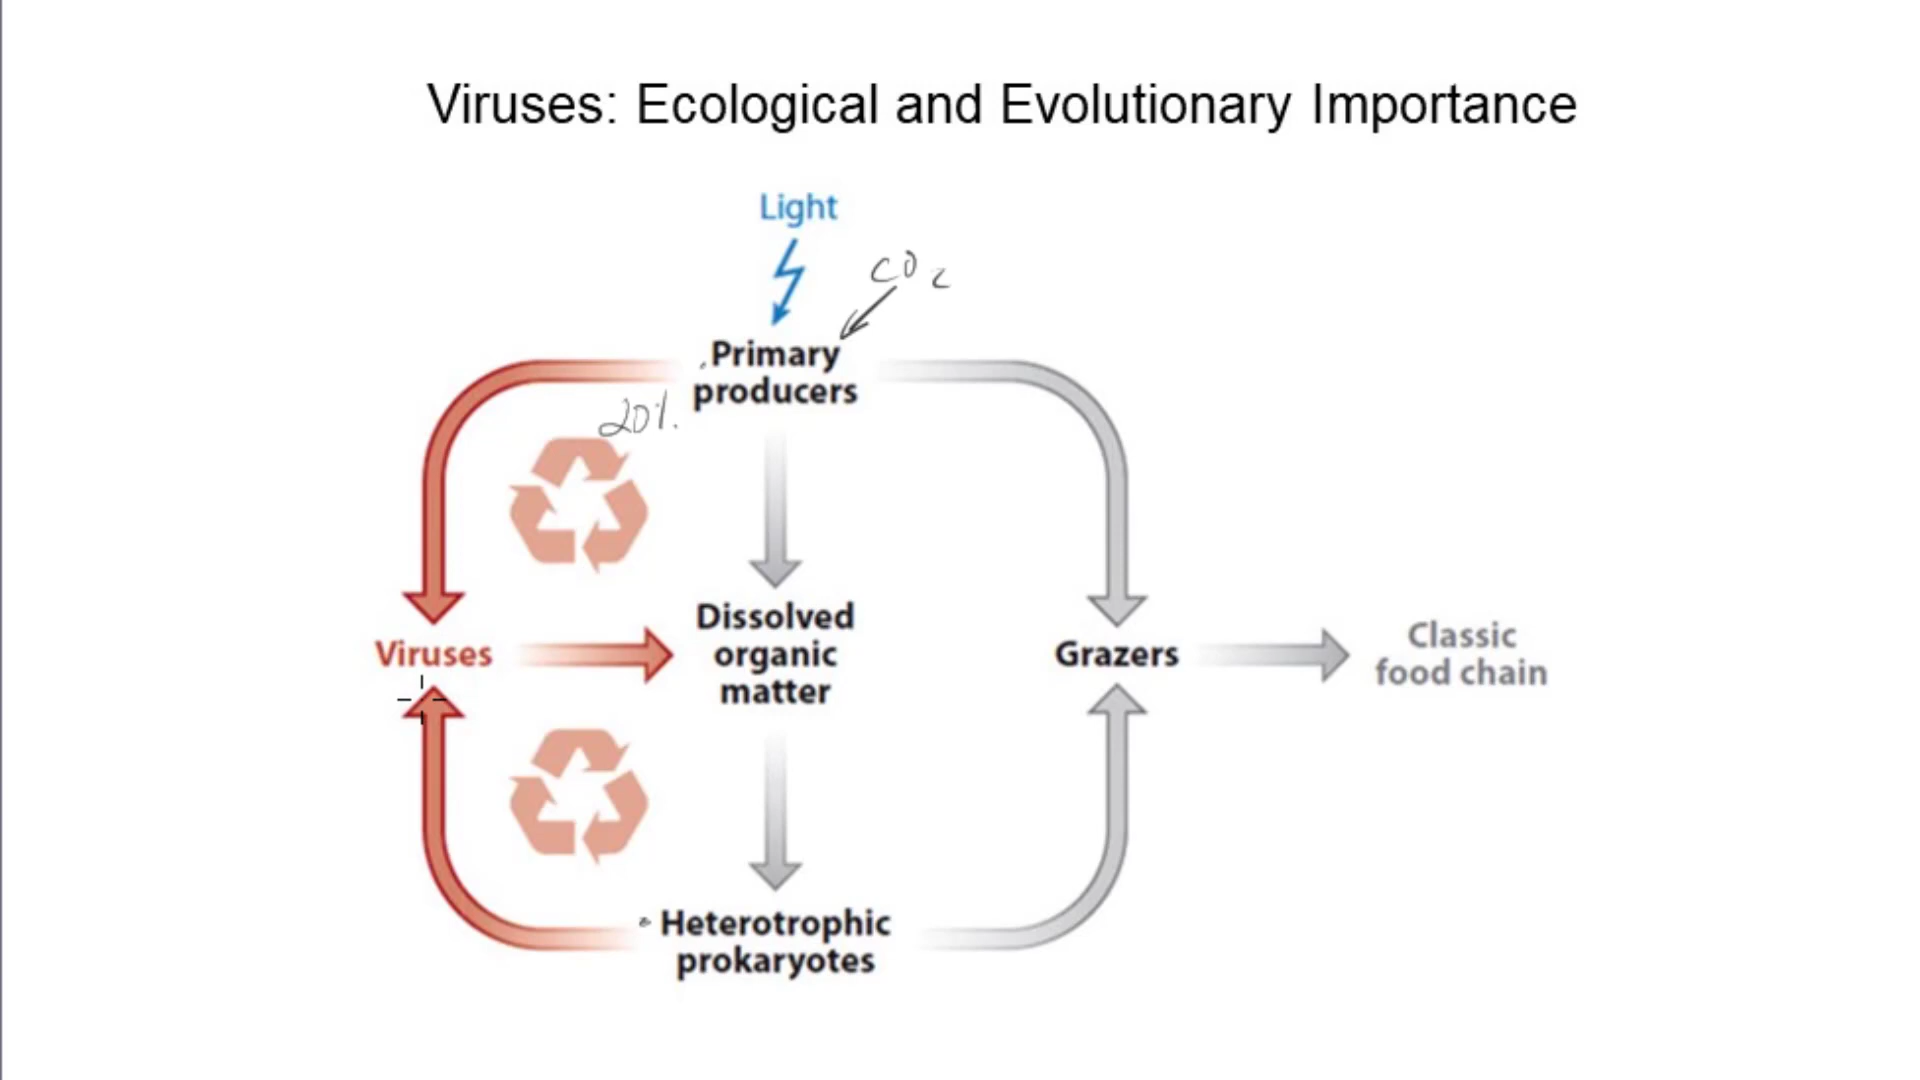 Viruses: Ecological and Evolutionary Importance
Light
CO2
Primary
producers
20%.
Dissolved
organic
matter
Viruses
Grazers
Classic
food chain
Heterotrophic
prokaryotes